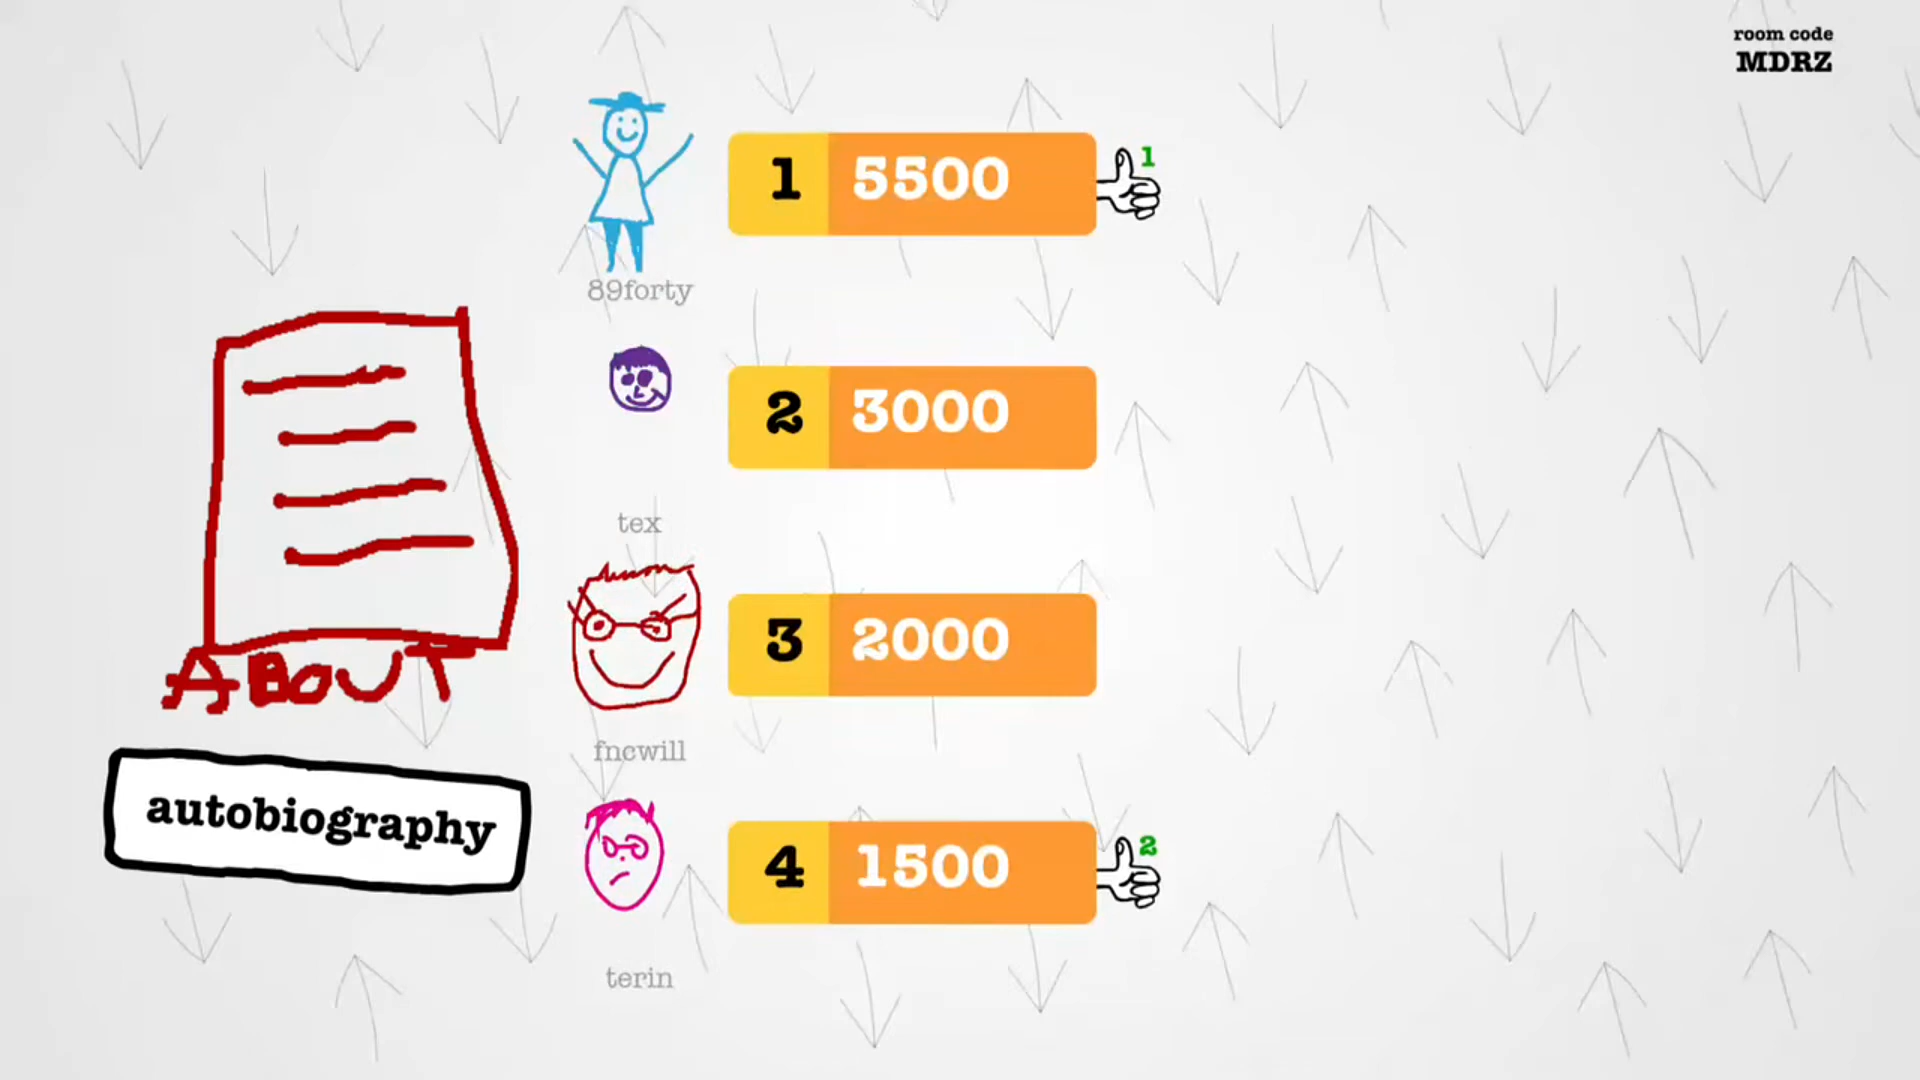 room code
MDRZ
1 5500
1
89forty
2 3000
tex
3 2000
fncwill
4 1500
2
terin
ABOUT
autobiography